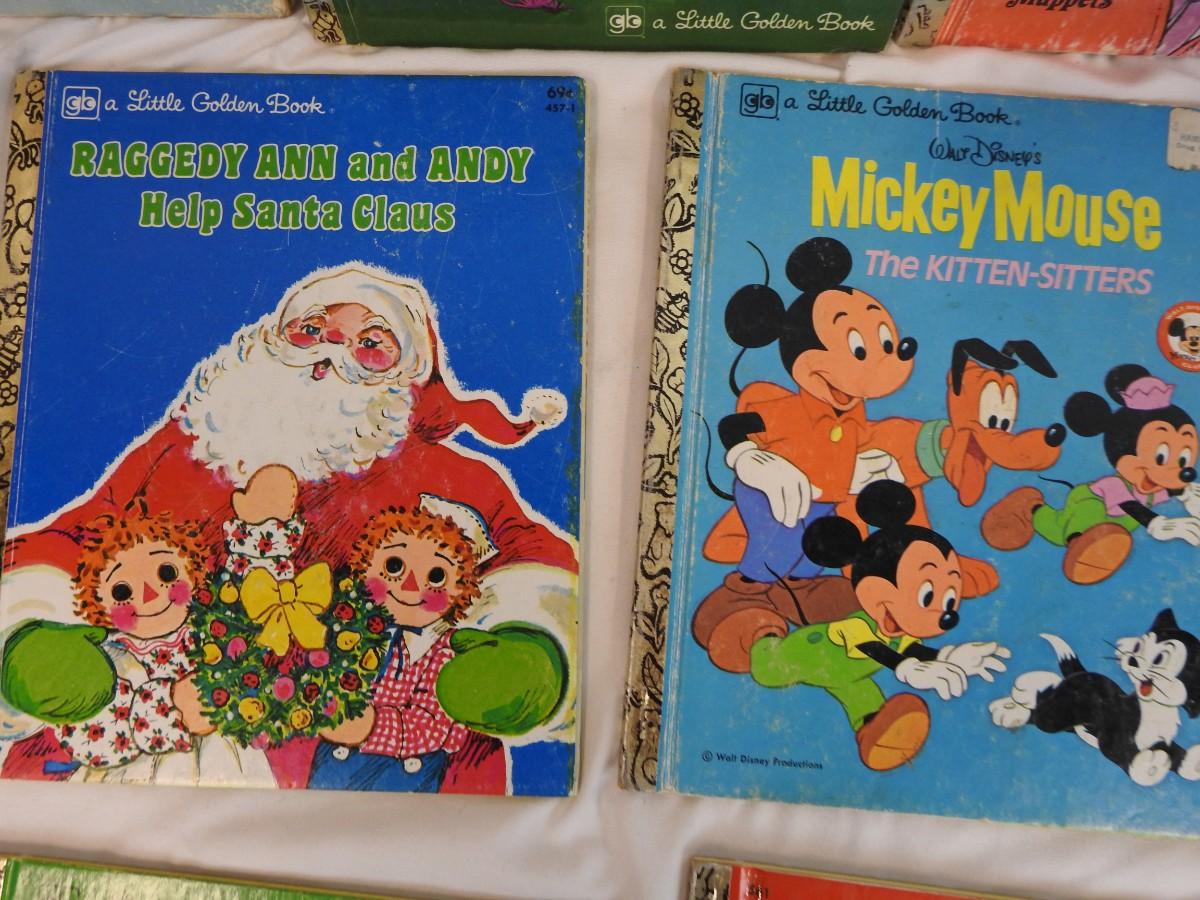 gb a Little Golden Book
Muppets
gb a Little Golden Book®
69¢
457-1
RAGGEDY ANN and ANDY
Help Santa Claus
gb a Little Golden Book®
Walt Disney's
Mickey Mouse
The KITTEN-SITTERS
© Walt Disney Productions